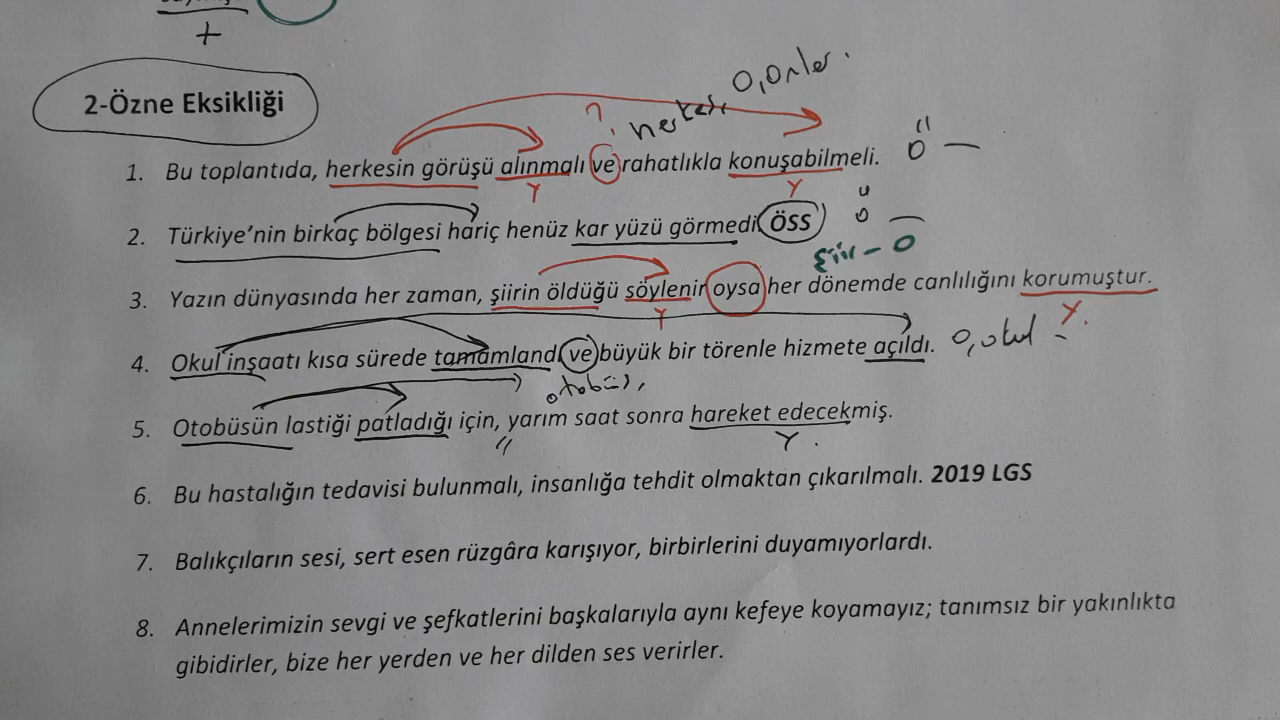 +
2-Özne Eksikliği
herkes, O, Onlar.
?
1. Bu toplantıda, herkesin görüşü alınmalı ve rahatlıkla konuşabilmeli. Ö —
Y Y
2. Türkiye'nin birkaç bölgesi hariç henüz kar yüzü görmedi ÖSS Ö —
şiir - O
3. Yazın dünyasında her zaman, şiirin öldüğü söylenir oysa her dönemde canlılığını korumuştur.
Y Y.
4. Okul inşaatı kısa sürede tamamlandı ve büyük bir törenle hizmete açıldı. O, okul
otobüs,
5. Otobüsün lastiği patladığı için, yarım saat sonra hareket edecekmiş.
Y.
6. Bu hastalığın tedavisi bulunmalı, insanlığa tehdit olmaktan çıkarılmalı. 2019 LGS
7. Balıkçıların sesi, sert esen rüzgâra karışıyor, birbirlerini duyamıyorlardı.
8. Annelerimizin sevgi ve şefkatlerini başkalarıyla aynı kefeye koyamayız; tanımsız bir yakınlıkta
gibidirler, bize her yerden ve her dilden ses verirler.